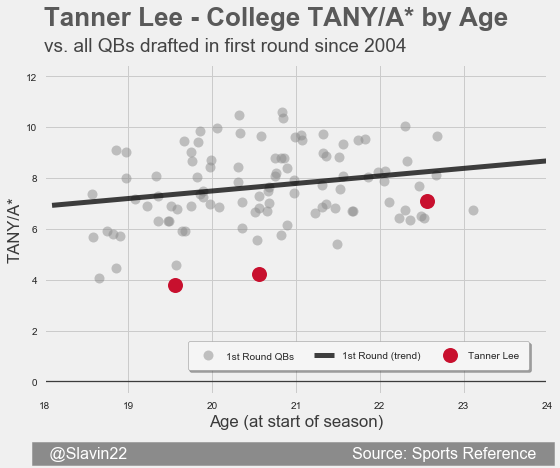 Tanner Lee - College TANY/A* by Age
vs. all QBs drafted in first round since 2004
12
10
8
6
4
2
0
TANY/A*
1st Round QBs
1st Round (trend)
Tanner Lee
18 19 20 21 22 23 24
Age (at start of season)
@Slavin22
Source: Sports Reference